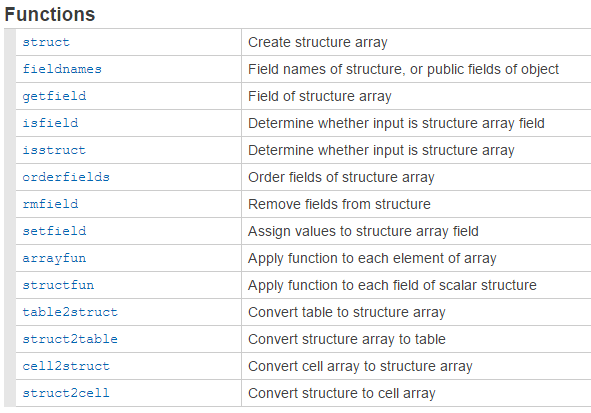 Functions
struct Create structure array
fieldnames Field names of structure, or public fields of object
getfield Field of structure array
isfield Determine whether input is structure array field
isstruct Determine whether input is structure array
orderfields Order fields of structure array
rmfield Remove fields from structure
setfield Assign values to structure array field
arrayfun Apply function to each element of array
structfun Apply function to each field of scalar structure
table2struct Convert table to structure array
struct2table Convert structure array to table
cell2struct Convert cell array to structure array
struct2cell Convert structure to cell array